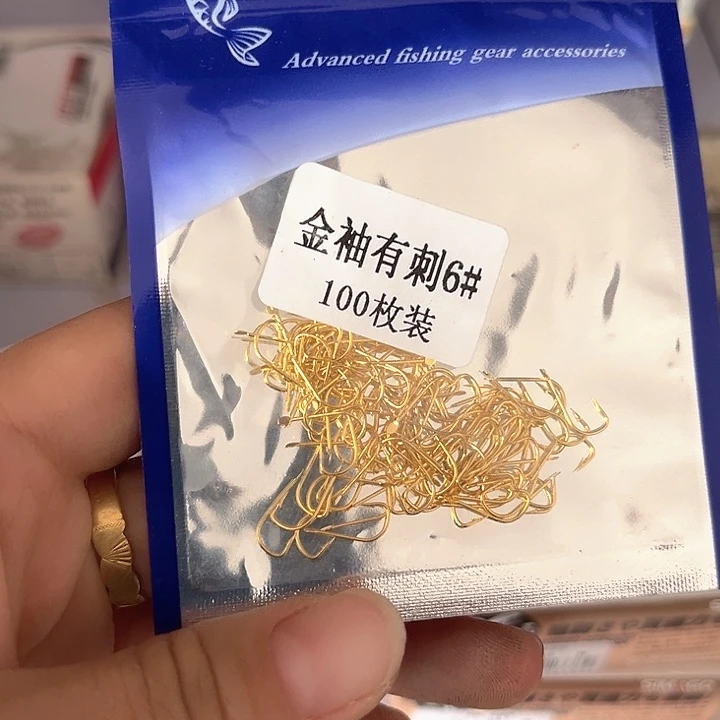 Advanced fishing gear accessories
金袖有刺6#
100枚装